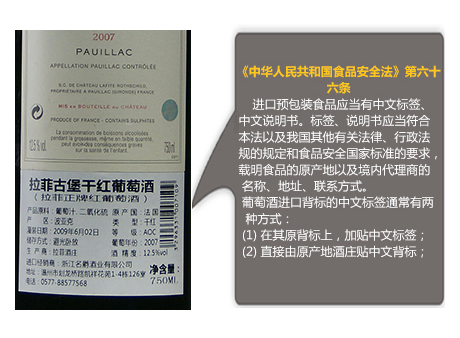 2007
PAUILLAC
APPELLATION PAUILLAC CONTRÔLÉE
S.C. DE CHÂTEAU LAFITE ROTHSCHILD,
PROPRIÉTAIRE A PAUILLAC (GIRONDE) FRANCE
MIS EN BOUTEILLE AU CHÂTEAU
PRODUCE OF FRANCE - CONTAINS SULPHITES
La consommation de boissons alcoolisées
pendant la grossesse, même en faible quantité,
peut avoir des conséquences graves
sur la santé de l'enfant.
12,5 % vol.
750ml
拉菲古堡干红葡萄酒
(拉菲正牌红葡萄酒)
产品原料：葡萄汁、二氧化硫 原产国：法国
产 区：波亚克 类 型：干红
灌装日期：2009年6月02日 等 级：AOC
储存方式：避光卧放 葡萄年份：2007
生 产 商：拉菲酒庄 酒 精 度：12.5%vol
进口经销商：浙江名爵酒业有限公司
地 址：温州市划龙桥路凯祥花苑1-4栋126室
电 话：0577-88577568
净含量：
750ML
《中华人民共和国食品安全法》第六十
六条
进口预包装食品应当有中文标签、
中文说明书。标签、说明书应当符合
本法以及我国其他有关法律、行政法
规的规定和食品安全国家标准的要求，
载明食品的原产地以及境内代理商的
名称、地址、联系方式。
葡萄酒进口背标的中文标签通常有两
种方式：
(1) 在其原背标上，加贴中文标签；
(2) 直接由原产地酒庄贴中文背标；